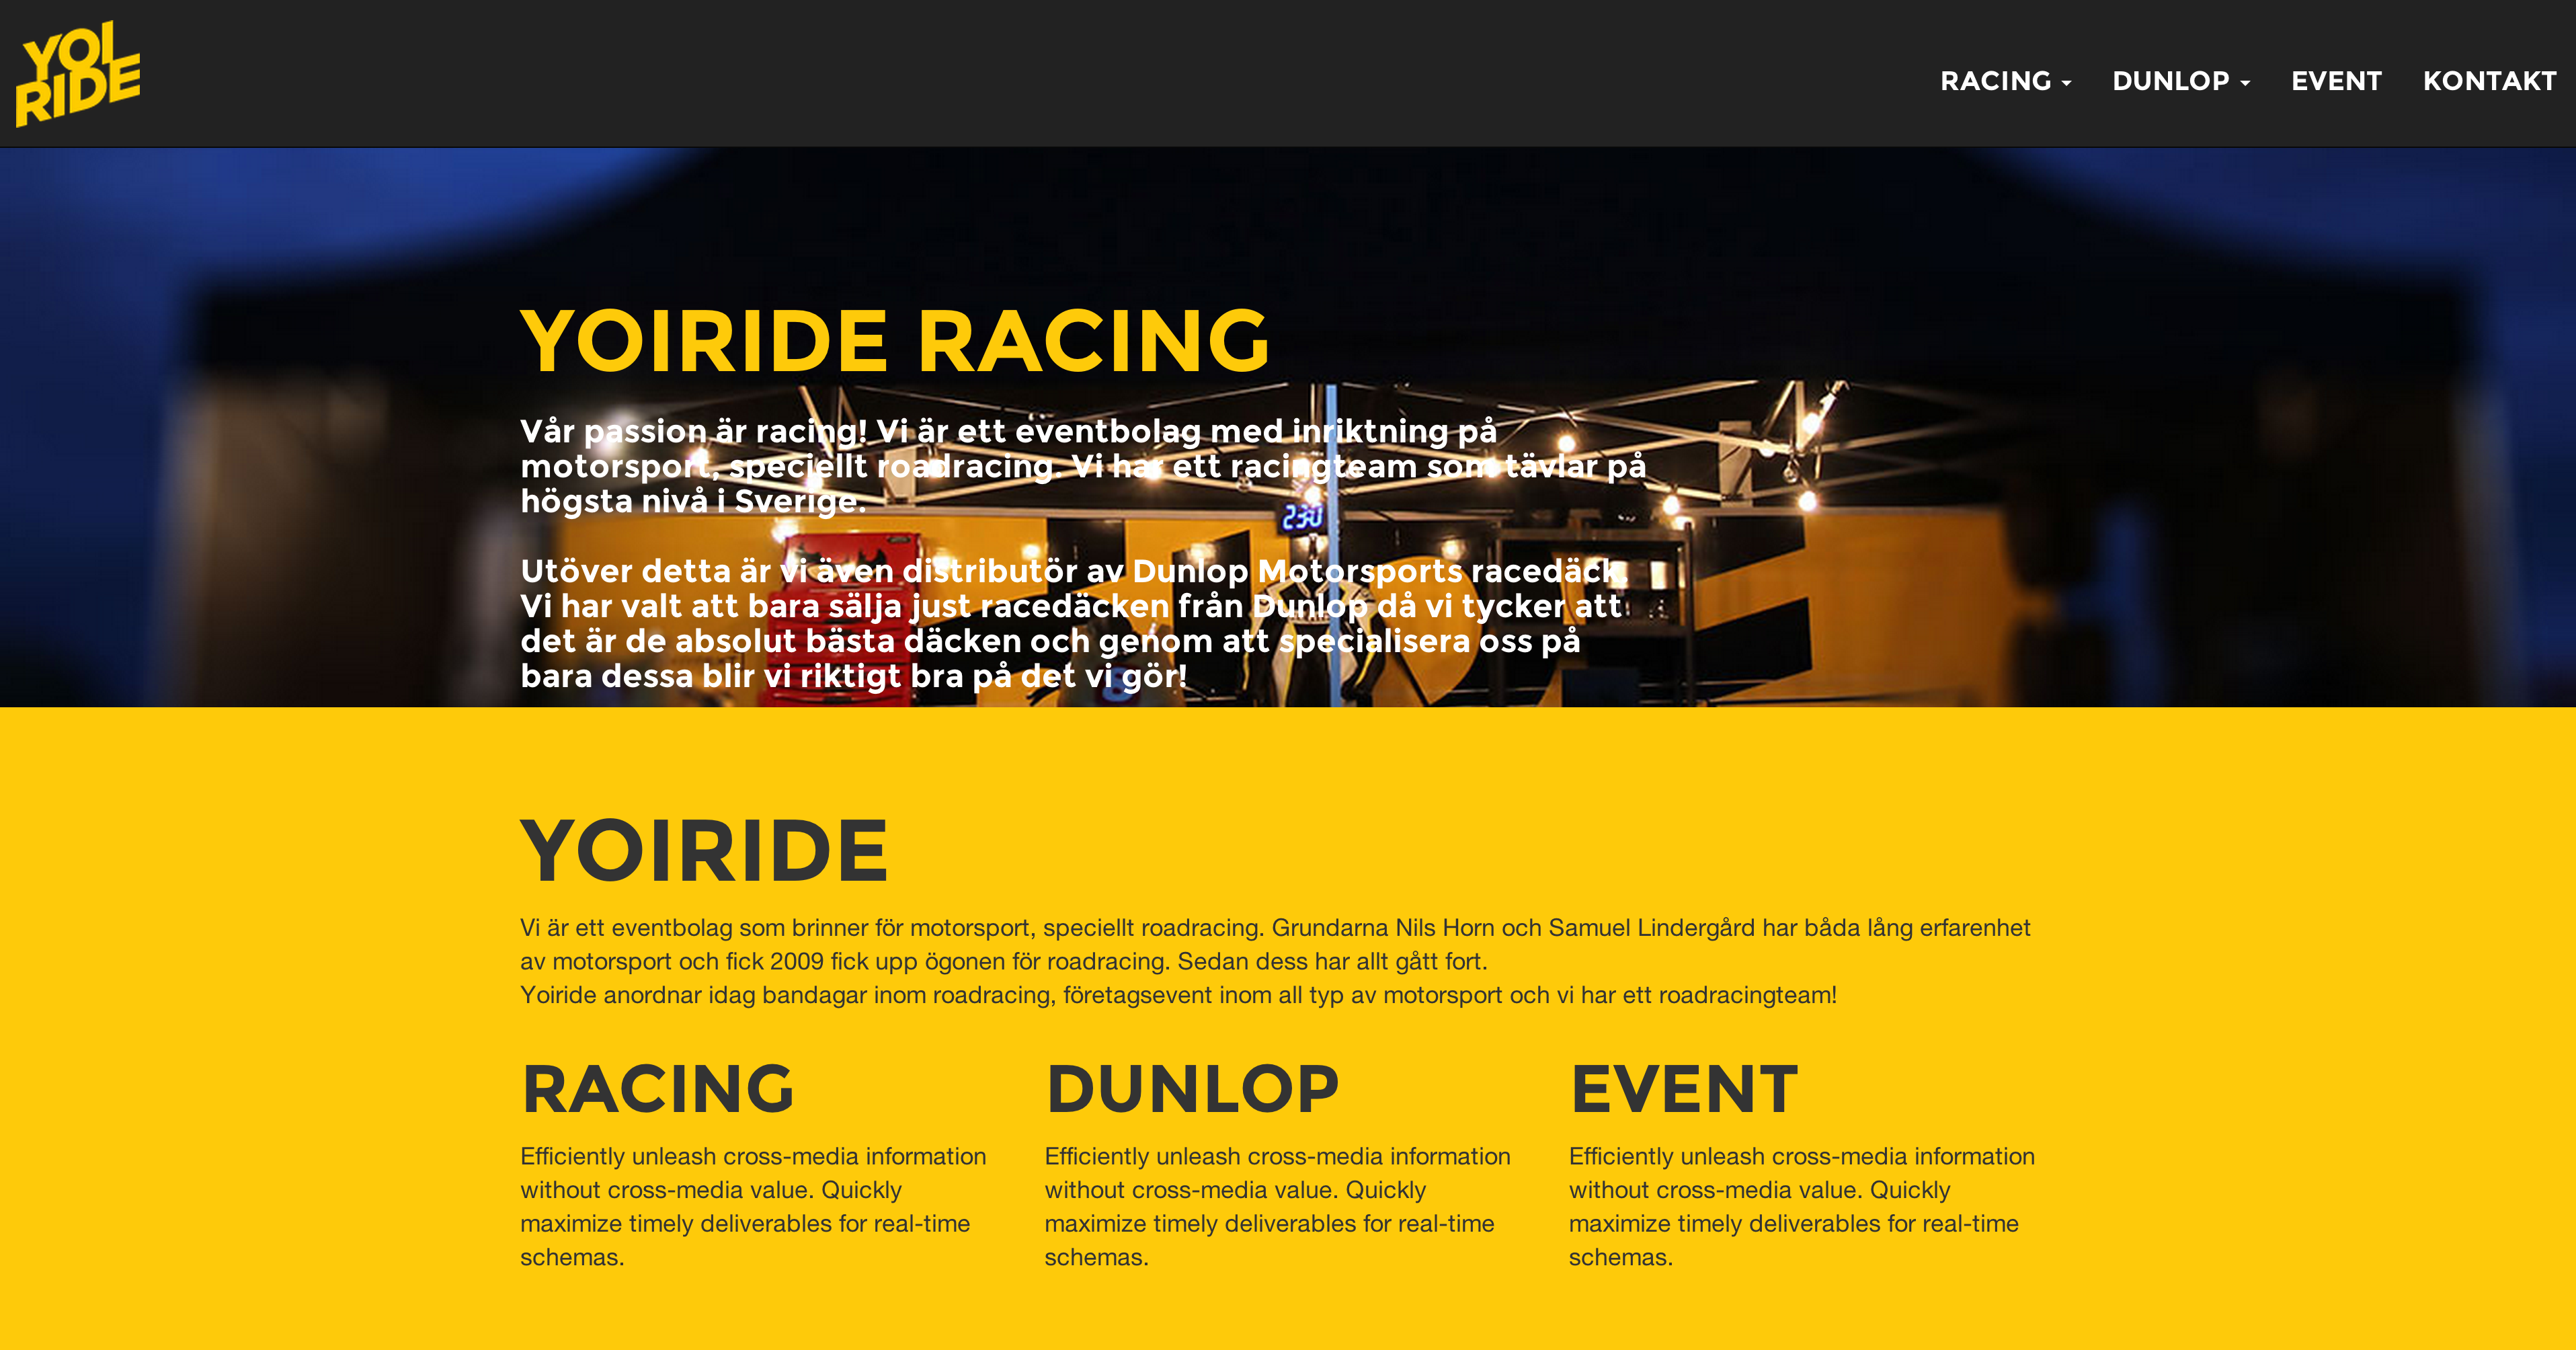 YOI
RIDE
RACING DUNLOP EVENT KONTAKT
YOIRIDE RACING
Vår passion är racing! Vi är ett eventbolag med inriktning på
motorsport, speciellt roadracing. Vi har ett racingteam som tävlar på
högsta nivå i Sverige.
230
Utöver detta är vi även distributör av Dunlop Motorsports racedäck.
Vi har valt att bara sälja just racedäcken från Dunlop då vi tycker att
det är de absolut bästa däcken och genom att specialisera oss på
bara dessa blir vi riktigt bra på det vi gör!
YOIRIDE
Vi är ett eventbolag som brinner för motorsport, speciellt roadracing. Grundarna Nils Horn och Samuel Lindergård har båda lång erfarenhet
av motorsport och fick 2009 fick upp ögonen för roadracing. Sedan dess har allt gått fort.
Yoiride anordnar idag bandagar inom roadracing, företagsevent inom all typ av motorsport och vi har ett roadracingteam!
RACING
Efficiently unleash cross-media information
without cross-media value. Quickly
maximize timely deliverables for real-time
schemas.
DUNLOP
Efficiently unleash cross-media information
without cross-media value. Quickly
maximize timely deliverables for real-time
schemas.
EVENT
Efficiently unleash cross-media information
without cross-media value. Quickly
maximize timely deliverables for real-time
schemas.